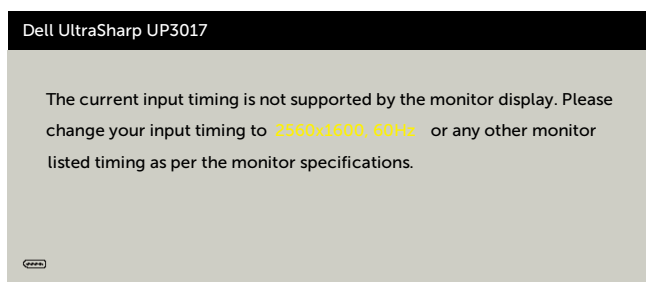 Dell UltraSharp UP3017
The current input timing is not supported by the monitor display. Please
change your input timing to 2560x1600, 60Hz or any other monitor
listed timing as per the monitor specifications.